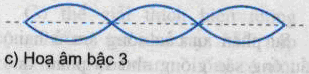 c) Hoạ âm bậc 3